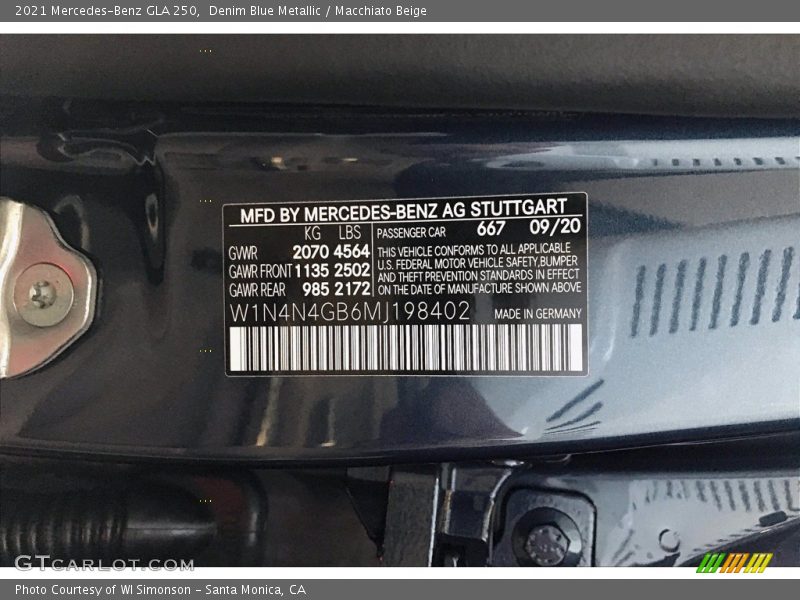 2021 Mercedes-Benz GLA 250,  Denim Blue Metallic / Macchiato Beige
MFD BY MERCEDES-BENZ AG STUTTGART
KG LBS PASSENGER CAR 667 09/20
GVWR 2070 4564
GAWR FRONT 1135 2502
GAWR REAR 985 2172
THIS VEHICLE CONFORMS TO ALL APPLICABLE
U.S. FEDERAL MOTOR VEHICLE SAFETY, BUMPER
AND THEFT PREVENTION STANDARDS IN EFFECT
ON THE DATE OF MANUFACTURE SHOWN ABOVE
W1N4N4GB6MJ198402 MADE IN GERMANY
GTCARLOT.COM
Photo Courtesy of WI Simonson - Santa Monica, CA